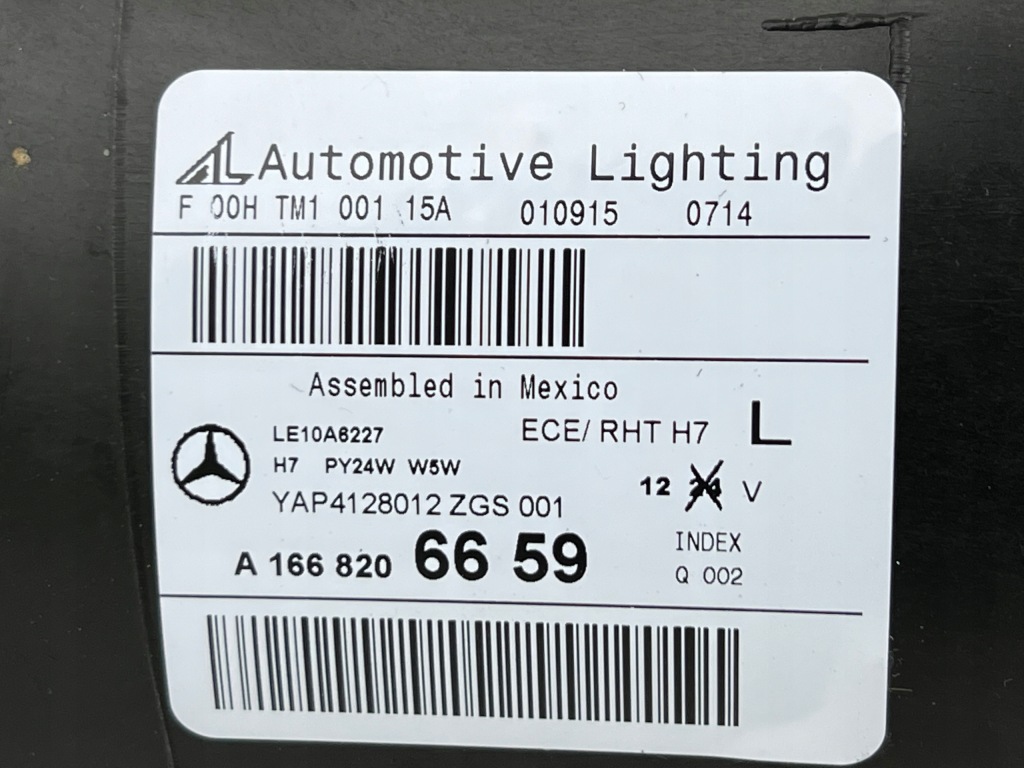 AL Automotive Lighting
F 00H TM1 001 15A 010915 0714
Assembled in Mexico
LE10A6227 ECE/ RHT H7 L
H7 PY24W W5W 12 24 V
YAP4128012 ZGS 001
A 166 820 66 59 INDEX
Q 002